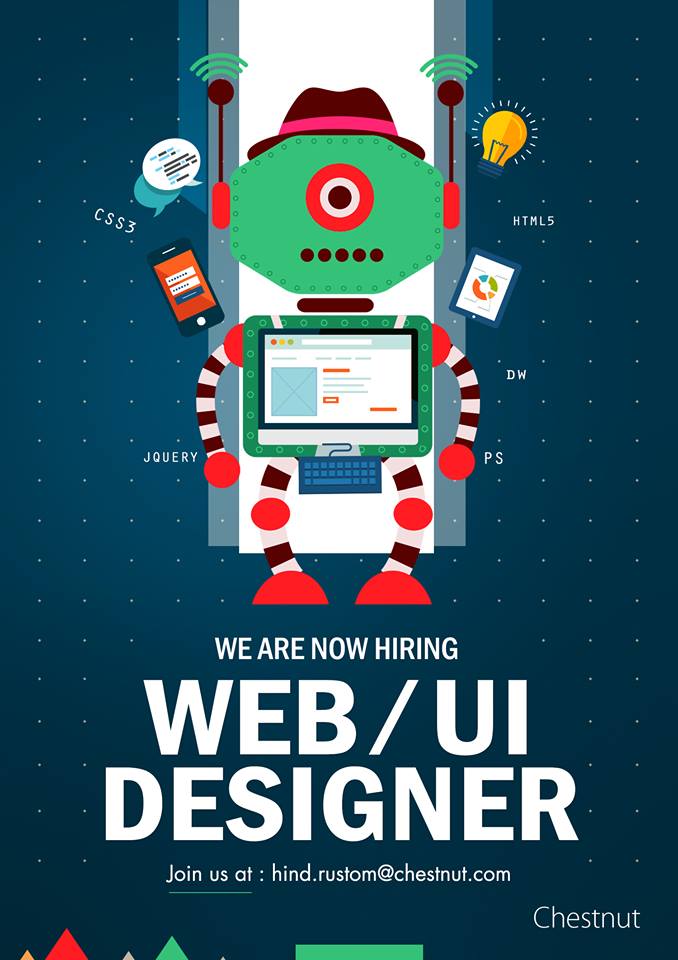 CSS3
HTML5
DW
JQUERY
PS
WE ARE NOW HIRING
WEB / UI
DESIGNER
Join us at : hind.rustom@chestnut.com
Chestnut